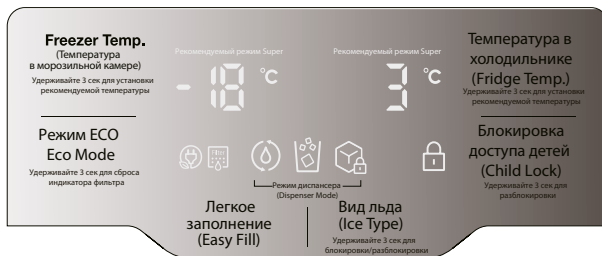 Freezer Temp.
(Температура
в морозильной камере)
Удерживайте 3 сек для установки
рекомендуемой температуры
Режим ECO
Eco Mode
Удерживайте 3 сек для сброса
индикатора фильтра
Рекомендуемый режим Super
-18 °C
Рекомендуемый режим Super
3 °C
Filter
Режим диспансера
(Dispenser Mode)
Легкое
заполнение
(Easy Fill)
Вид льда
(Ice Type)
Удерживайте 3 сек для
блокировки/разблокировки
Температура в
холодильнике
(Fridge Temp.)
Удерживайте 3 сек для установки
рекомендуемой температуры
Блокировка
доступа детей
(Child Lock)
Удерживайте 3 сек для
разблокировки